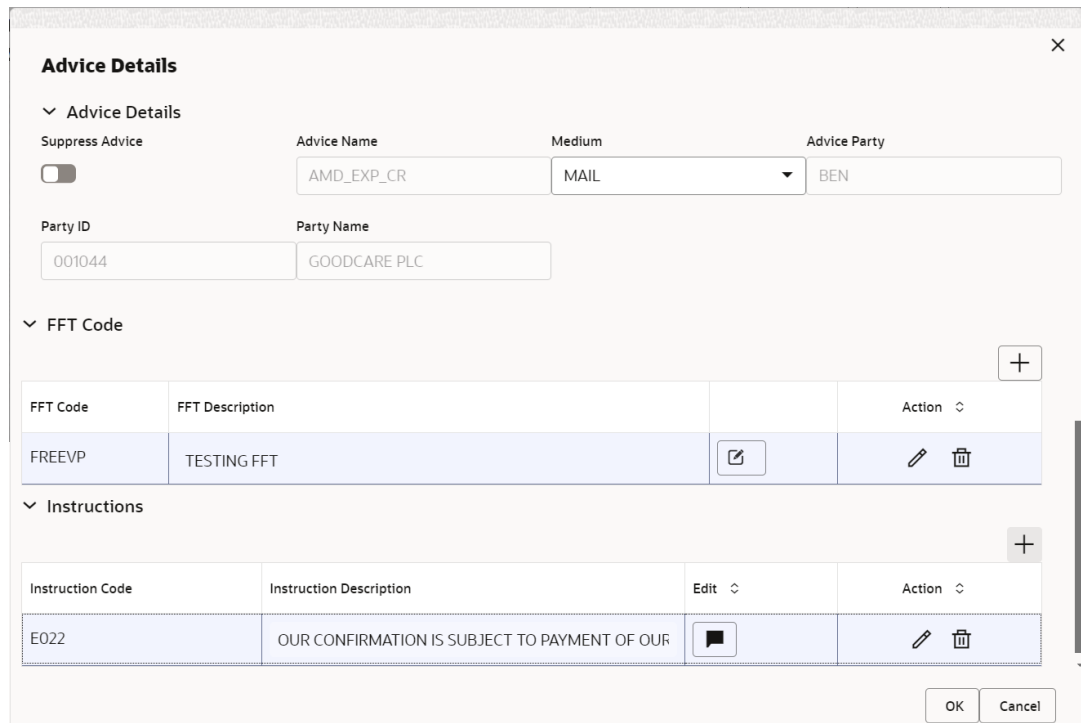 Advice Details
Advice Details
Suppress Advice Advice Name Medium Advice Party
AMD_EXP_CR MAIL BEN
Party ID Party Name
001044 GOODCARE PLC
FFT Code
FFT Code FFT Description Action
FREEVP TESTING FFT
Instructions
Instruction Code Instruction Description Edit Action
E022 OUR CONFIRMATION IS SUBJECT TO PAYMENT OF OUR
OK Cancel